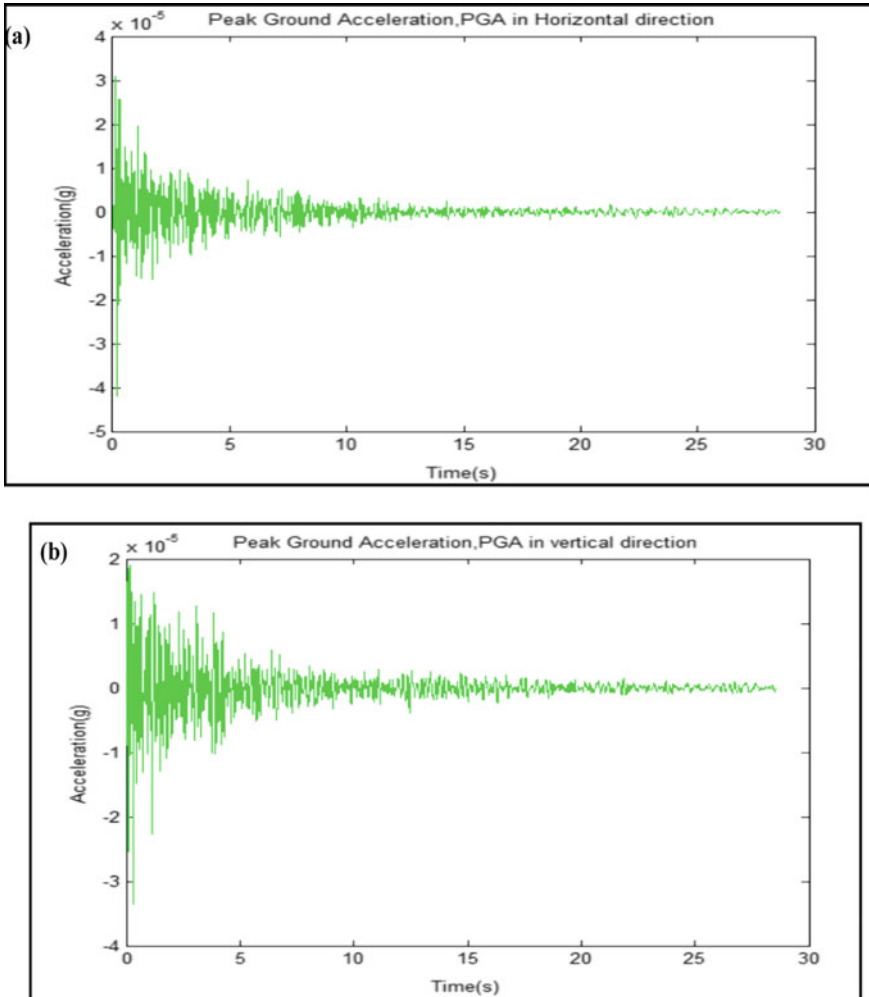 (a)
× 10⁻⁵
Peak Ground Acceleration,PGA in Horizontal direction
4
3
2
1
0
-1
-2
-3
-4
-5
Acceleration(g)
0 5 10 15 20 25 30
Time(s)
(b)
× 10⁻⁵
Peak Ground Acceleration,PGA in vertical direction
2
1
0
-1
-2
-3
-4
Acceleration(g)
0 5 10 15 20 25 30
Time(s)